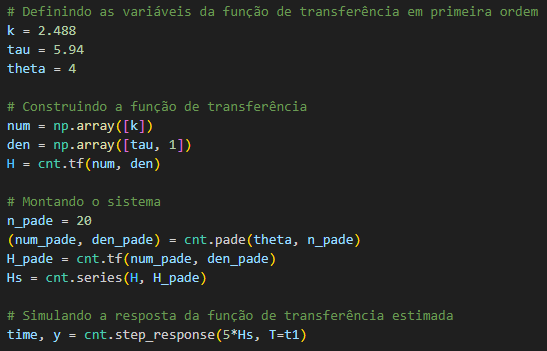 # Definindo as variáveis da função de transferência em primeira ordem
k = 2.488
tau = 5.94
theta = 4
# Construindo a função de transferência
num = np.array([k])
den = np.array([tau, 1])
H = cnt.tf(num, den)
# Montando o sistema
n_pade = 20
(num_pade, den_pade) = cnt.pade(theta, n_pade)
H_pade = cnt.tf(num_pade, den_pade)
Hs = cnt.series(H, H_pade)
# Simulando a resposta da função de transferência estimada
time, y = cnt.step_response(5*Hs, T=t1)